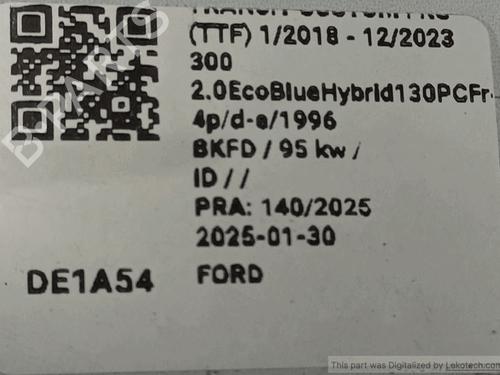 (TTF) 1/2018 - 12/2023
300
2.0EcoBlueHybrid130PCFr
4p/d-e/1996
BKFD / 95 kw /
ID / /
PRA: 140/2025
2025-01-30
DE1A54 FORD
B PARTS
This part was Digitalized by Lekotech.com